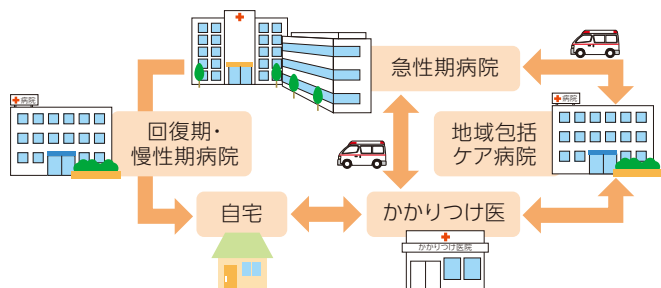 急性期病院
病院
回復期・
慢性期病院
病院
地域包括
ケア病院
自宅
かかりつけ医
かかりつけ医院